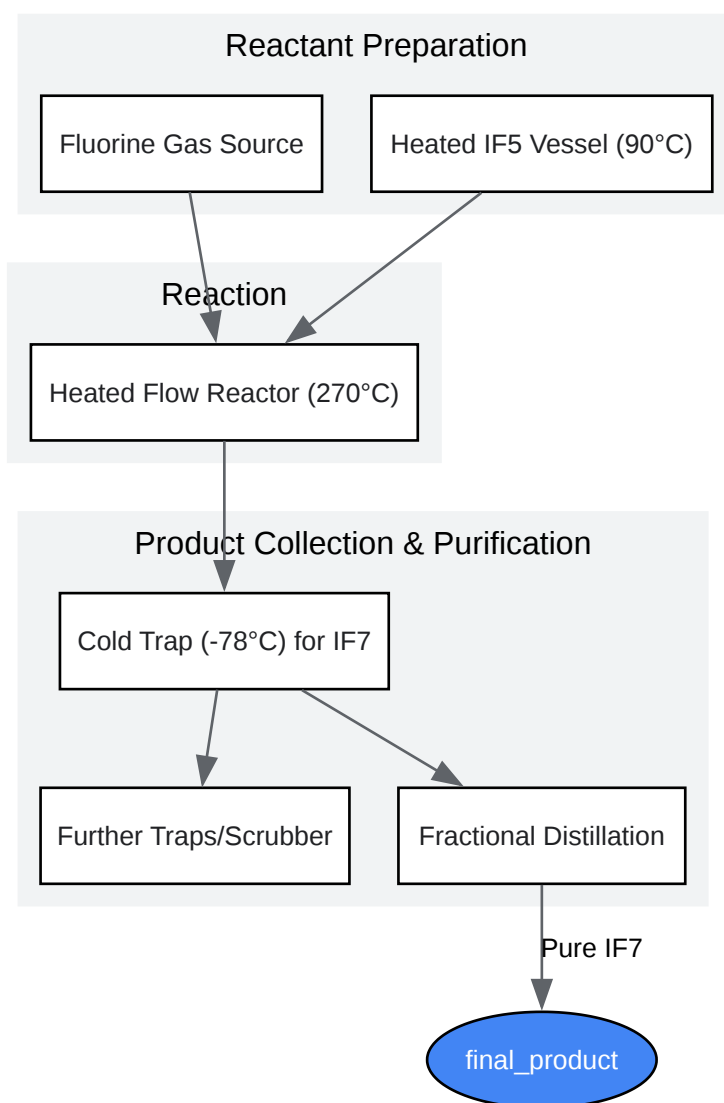 Reactant Preparation
Fluorine Gas Source
Heated IF5 Vessel (90°C)
Reaction
Heated Flow Reactor (270°C)
Product Collection & Purification
Cold Trap (-78°C) for IF7
Further Traps/Scrubber
Fractional Distillation
Pure IF7
final_product